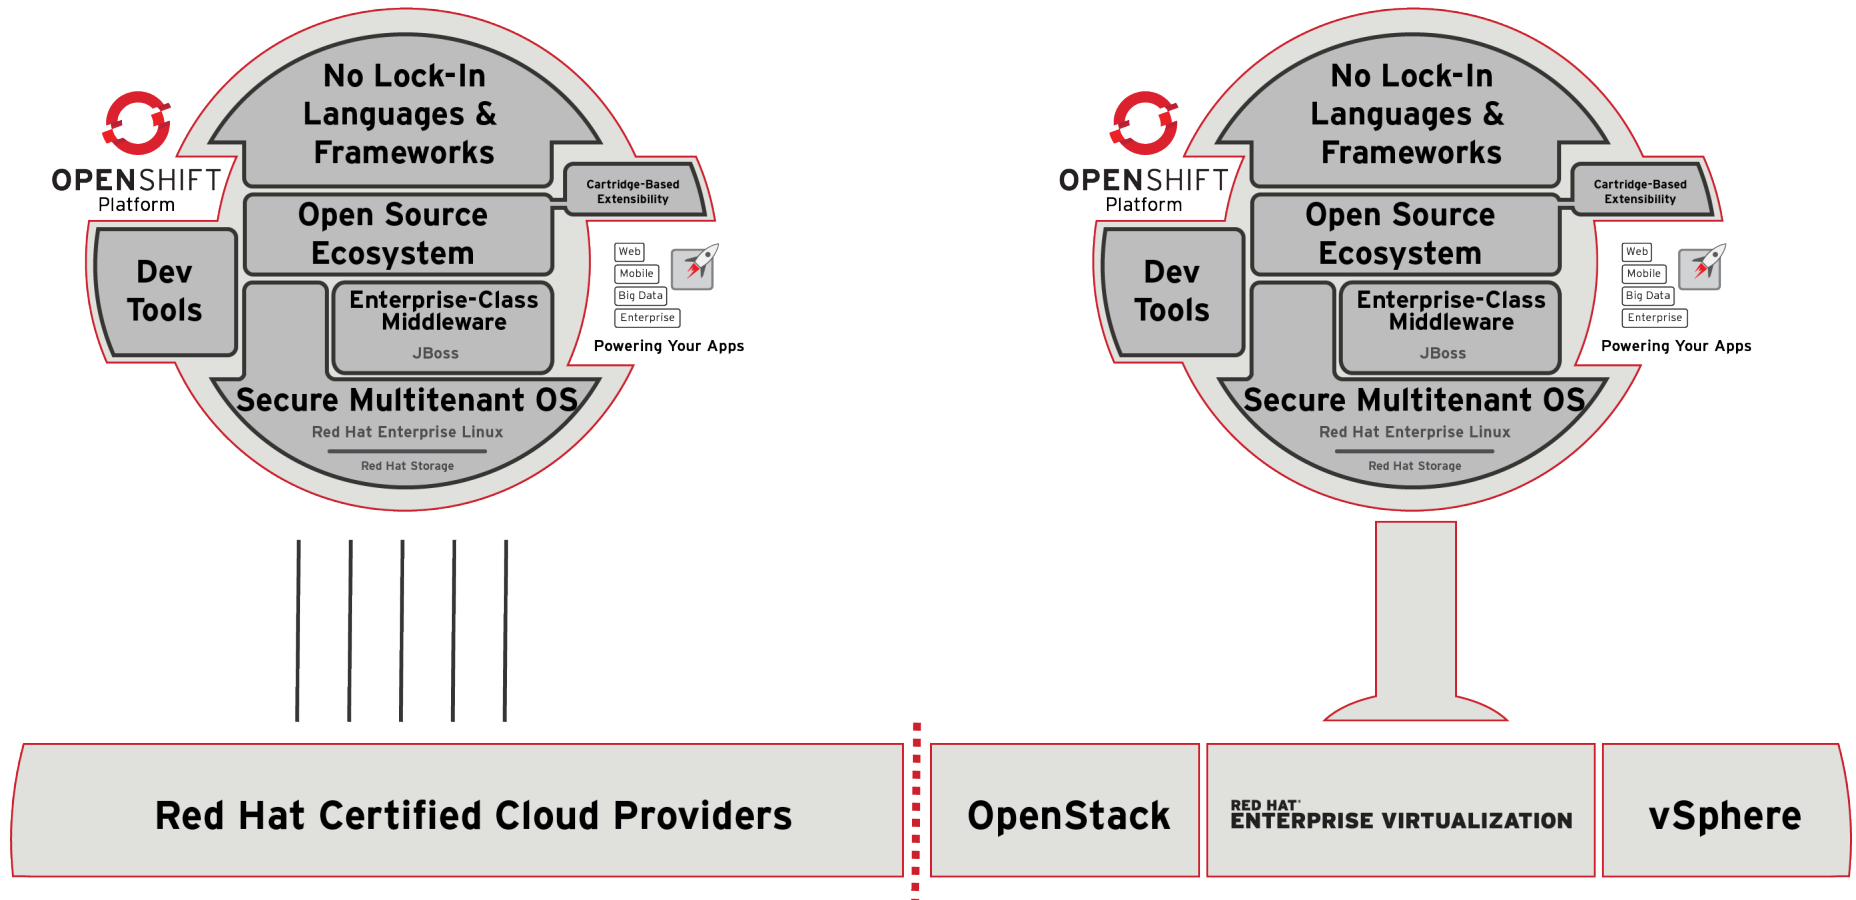 No Lock-In
Languages &
Frameworks
OPENSHIFT
Platform
Cartridge-Based
Extensibility
Open Source
Ecosystem
Dev
Tools
Web
Mobile
Big Data
Enterprise
Powering Your Apps
Enterprise-Class
Middleware
JBoss
Secure Multitenant OS
Red Hat Enterprise Linux
Red Hat Storage
No Lock-In
Languages &
Frameworks
OPENSHIFT
Platform
Cartridge-Based
Extensibility
Open Source
Ecosystem
Dev
Tools
Web
Mobile
Big Data
Enterprise
Powering Your Apps
Enterprise-Class
Middleware
JBoss
Secure Multitenant OS
Red Hat Enterprise Linux
Red Hat Storage
Red Hat Certified Cloud Providers
OpenStack
RED HAT®
ENTERPRISE VIRTUALIZATION
vSphere